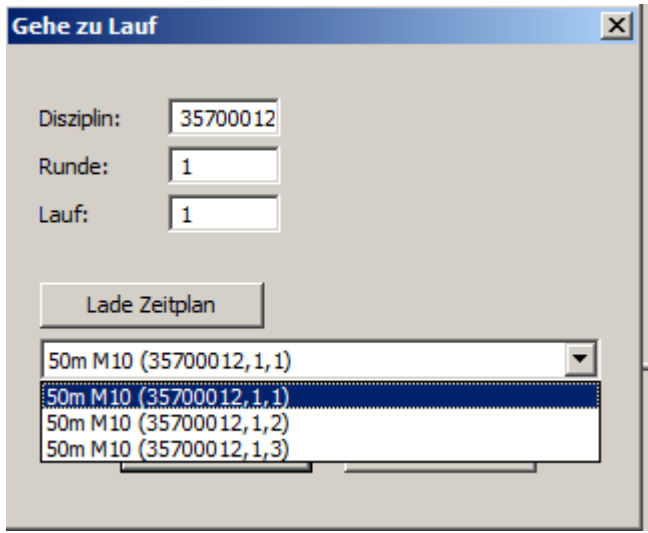 Gehe zu Lauf
Disziplin: 35700012
Runde: 1
Lauf: 1
Lade Zeitplan
50m M10 (35700012,1,1)
50m M10 (35700012,1,1)
50m M10 (35700012,1,2)
50m M10 (35700012,1,3)